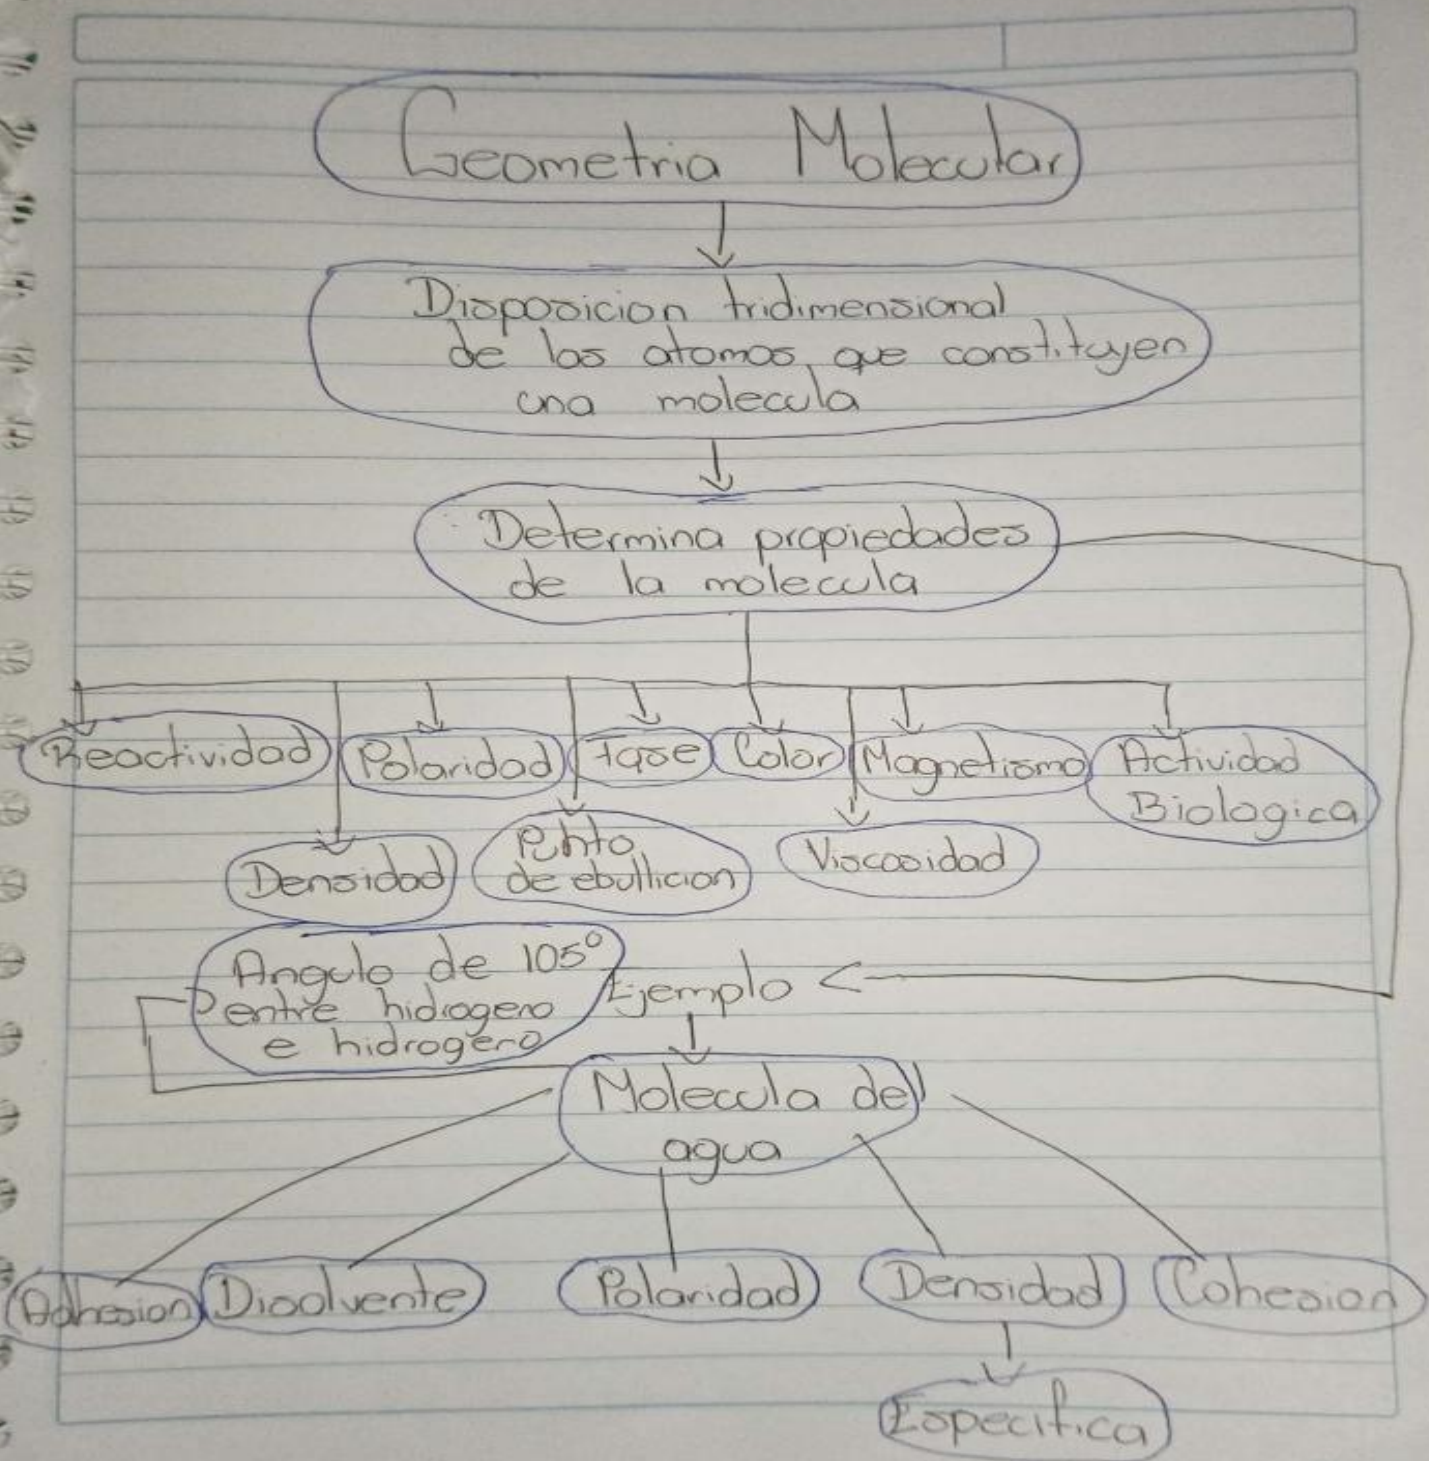 Geometria Molecular
Disposicion tridimensional
de los atomos, que constituyen
una molecula
Determina propiedades
de la molecula
Reactividad
Polaridad
Fase
Color
Magnetismo
Actividad
Biologica
Densidad
Punto
de ebullicion
Viscosidad
Angulo de 105°
entre hidrogeno
e hidrogeno
Ejemplo
Molecula del
agua
Adhesion
Disolvente
Polaridad
Densidad
Cohesion
Especifica